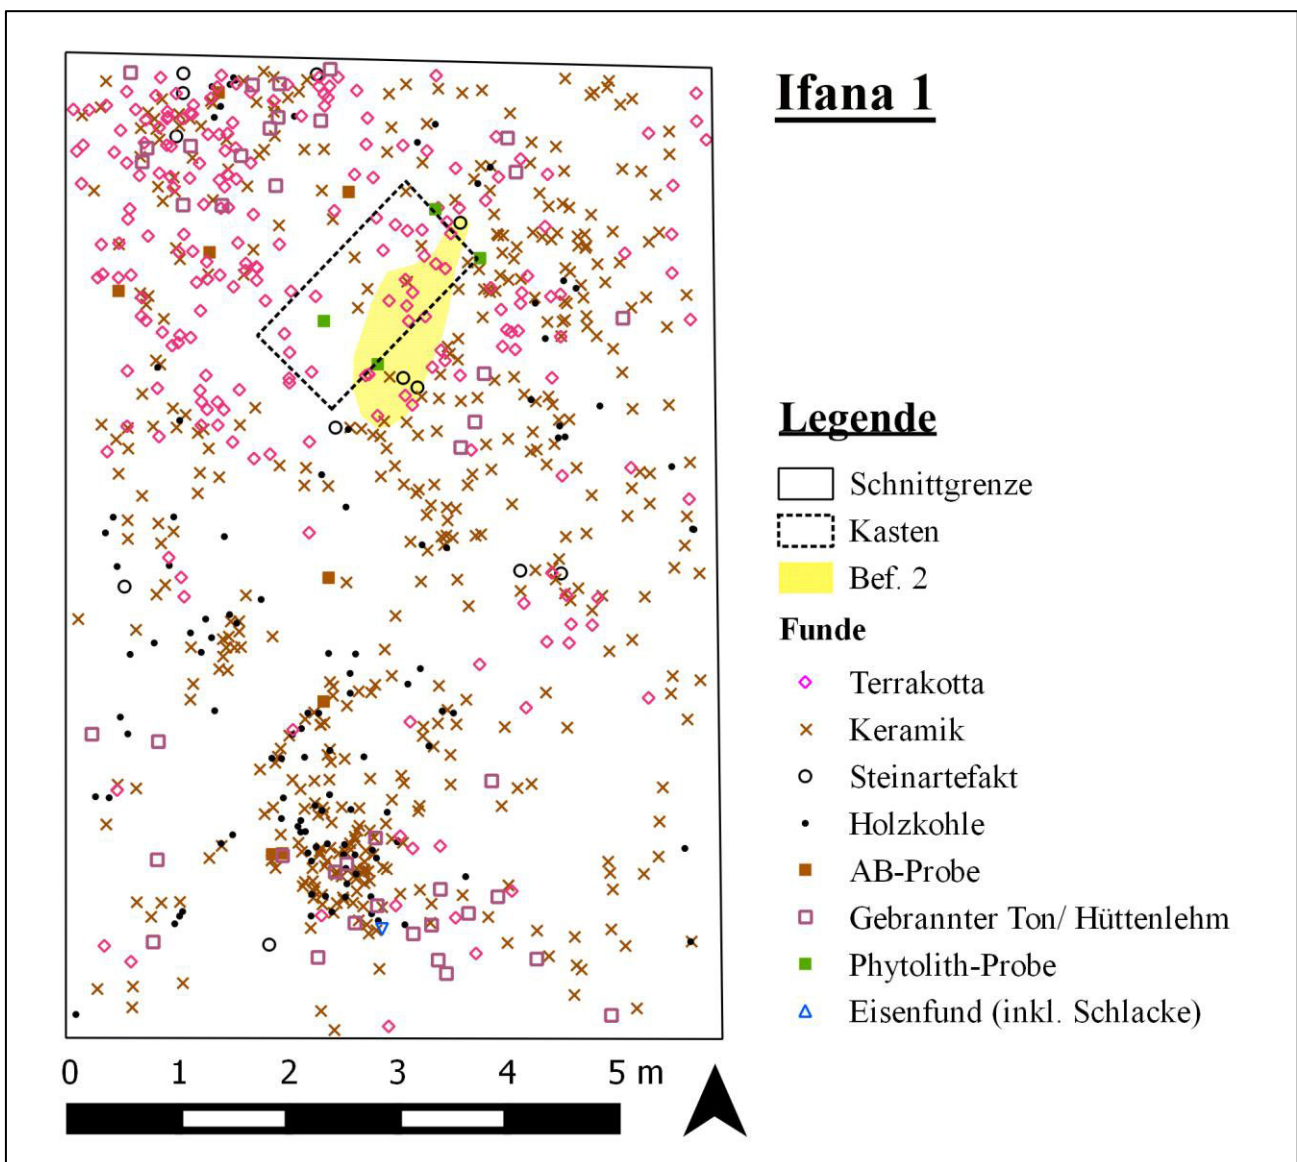 Ifana 1
Legende
Schnittgrenze
Kasten
Bef. 2
Funde
Terrakotta
Keramik
Steinartefakt
Holzkohle
AB-Probe
Gebrannter Ton/ Hüttenlehm
Phytolith-Probe
Eisenfund (inkl. Schlacke)
0 1 2 3 4 5 m